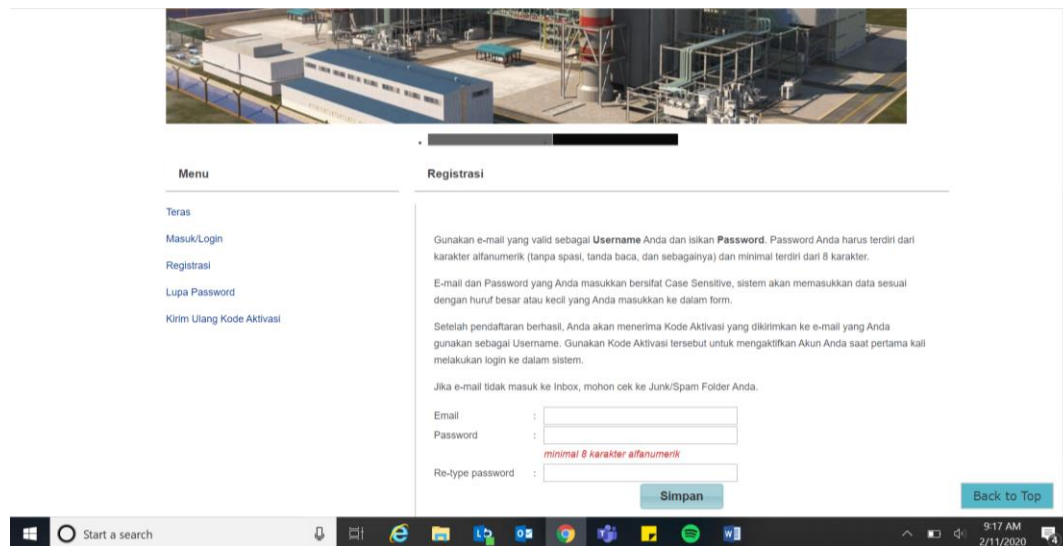 Menu
Teras
Masuk/Login
Registrasi
Lupa Password
Kirim Ulang Kode Aktivasi
Registrasi
Gunakan e-mail yang valid sebagai Username Anda dan isikan Password. Password Anda harus terdiri dari
karakter alfanumerik (tanpa spasi, tanda baca, dan sebagainya) dan minimal terdiri dari 8 karakter.
E-mail dan Password yang Anda masukkan bersifat Case Sensitive, sistem akan memasukkan data sesuai
dengan huruf besar atau kecil yang Anda masukkan ke dalam form.
Setelah pendaftaran berhasil, Anda akan menerima Kode Aktivasi yang dikirimkan ke e-mail yang Anda
gunakan sebagai Username. Gunakan Kode Aktivasi tersebut untuk mengaktifkan Akun Anda saat pertama kali
melakukan login ke dalam sistem.
Jika e-mail tidak masuk ke Inbox, mohon cek ke Junk/Spam Folder Anda.
Email :
Password :
minimal 8 karakter alfanumerik
Re-type password :
Simpan
Back to Top
Start a search
9:17 AM
2/11/2020